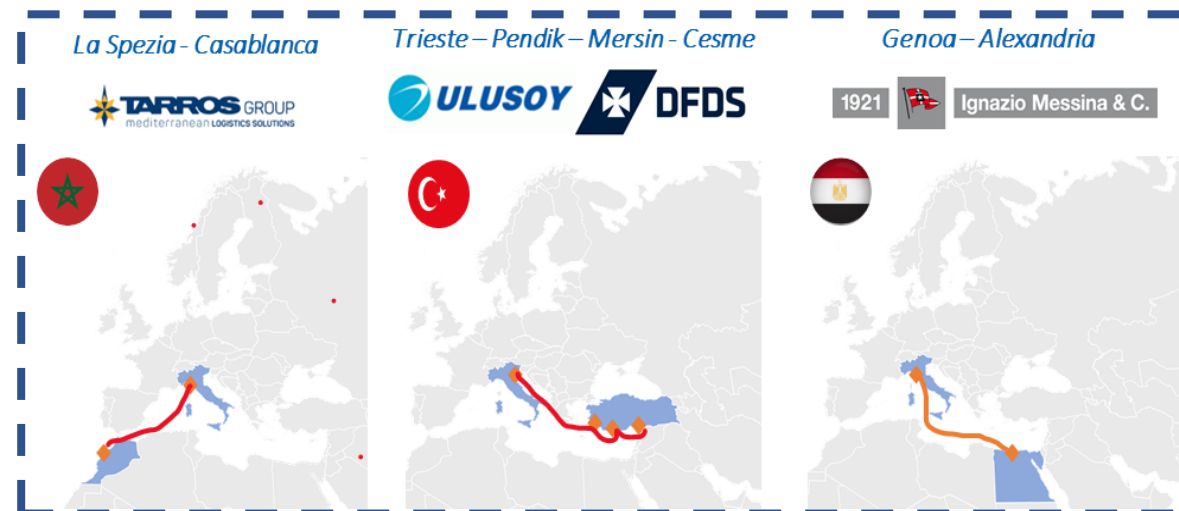 La Spezia - Casablanca
TARROS GROUP
mediterranean LOGISTICS SOLUTIONS
Trieste – Pendik – Mersin - Cesme
ULUSOY
DFDS
Genoa – Alexandria
1921 Ignazio Messina & C.